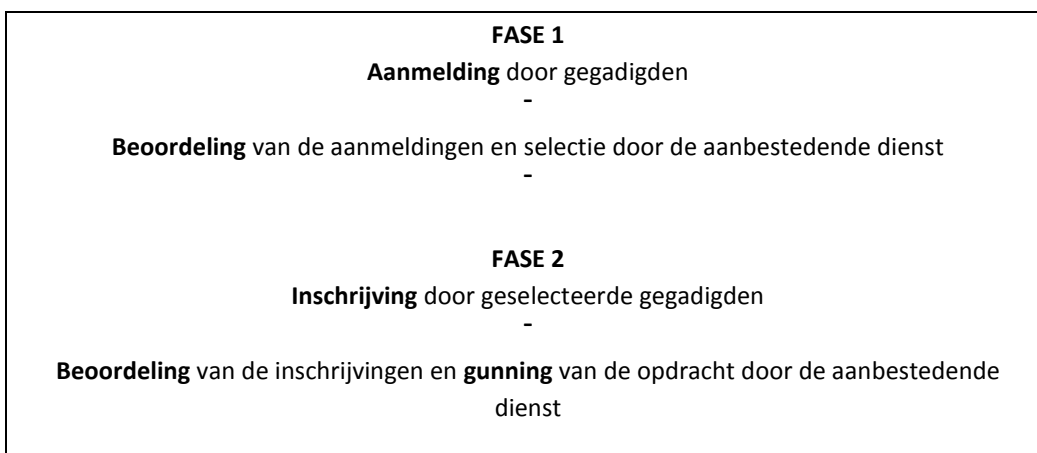 FASE 1
Aanmelding door gegadigden
-
Beoordeling van de aanmeldingen en selectie door de aanbestedende dienst
-
FASE 2
Inschrijving door geselecteerde gegadigden
-
Beoordeling van de inschrijvingen en gunning van de opdracht door de aanbestedende
dienst